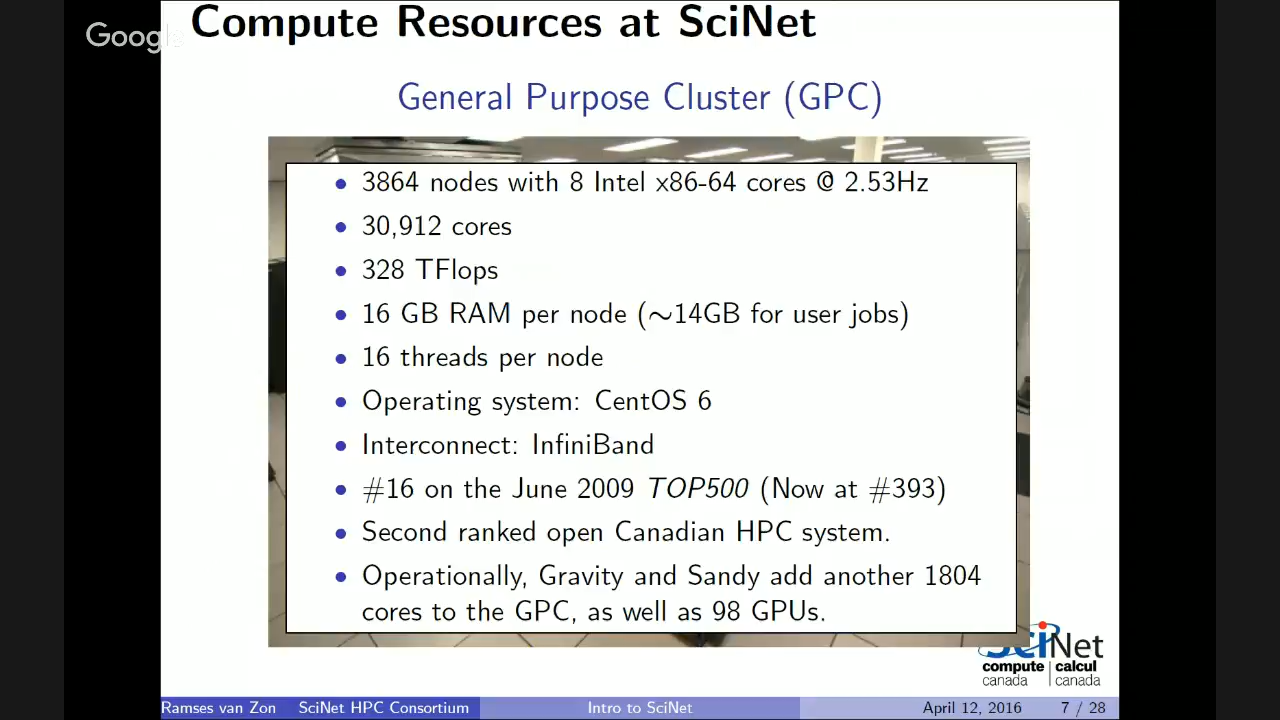 Google
Compute Resources at SciNet
General Purpose Cluster (GPC)
• 3864 nodes with 8 Intel x86-64 cores @ 2.53Hz
• 30,912 cores
• 328 TFlops
• 16 GB RAM per node (∼14GB for user jobs)
• 16 threads per node
• Operating system: CentOS 6
• Interconnect: InfiniBand
• #16 on the June 2009 TOP500 (Now at #393)
• Second ranked open Canadian HPC system.
• Operationally, Gravity and Sandy add another 1804
cores to the GPC, as well as 98 GPUs.
SciNet
compute | calcul
canada | canada
Ramses van Zon SciNet HPC Consortium Intro to SciNet April 12, 2016 7 / 28